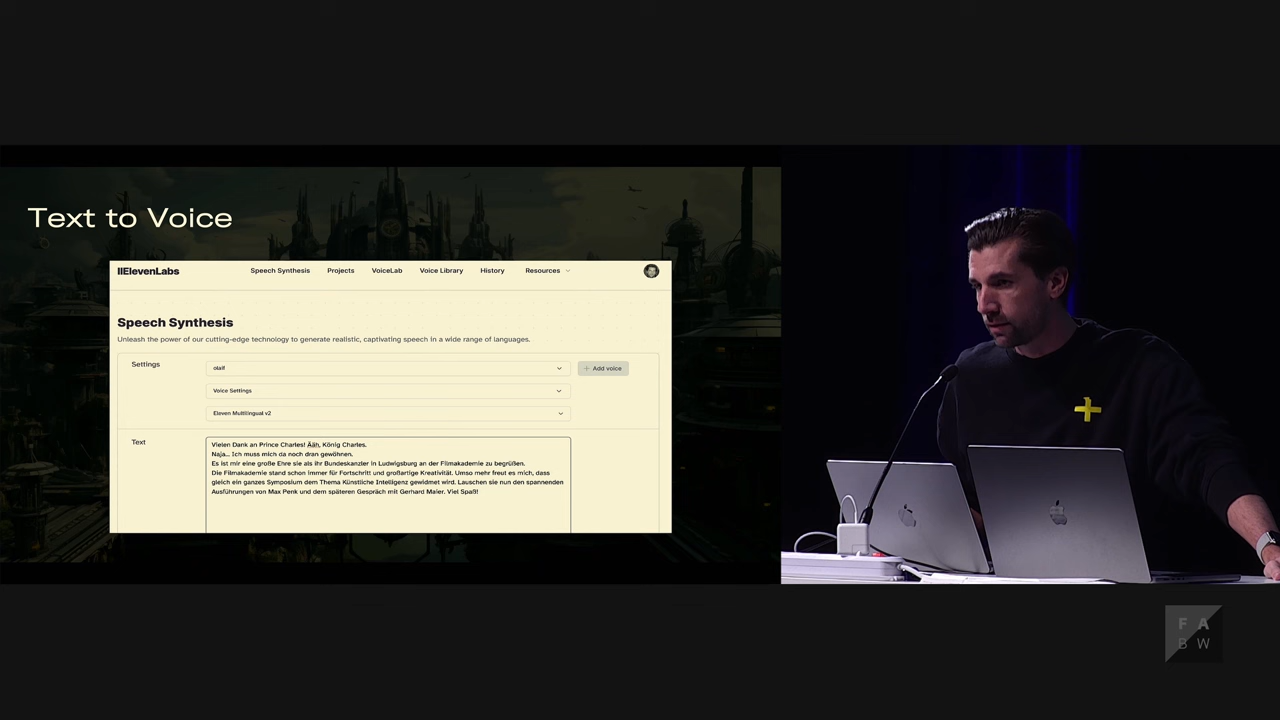 Text to Voice
IIElevenLabs
Speech Synthesis
Projects
VoiceLab
Voice Library
History
Resources
Speech Synthesis
Unleash the power of our cutting-edge technology to generate realistic, captivating speech in a wide range of languages.
Settings
olalf
+ Add voice
Voice Settings
Eleven Multilingual v2
Text
Vielen Dank an Prince Charles! Ääh, König Charles.
Naja... Ich muss mich da noch dran gewöhnen.
Es ist mir eine große Ehre sie als ihr Bundeskanzler in Ludwigsburg an der Filmakademie zu begrüßen.
Die Filmakademie stand schon immer für Fortschritt und großartige Kreativität. Umso mehr freut es mich, dass
gleich ein ganzes Symposium dem Thema Künstliche Intelligenz gewidmet wird. Lauschen sie nun den spannenden
Ausführungen von Max Penk und dem späteren Gespräch mit Gerhard Maier. Viel Spaß!
F A
B W